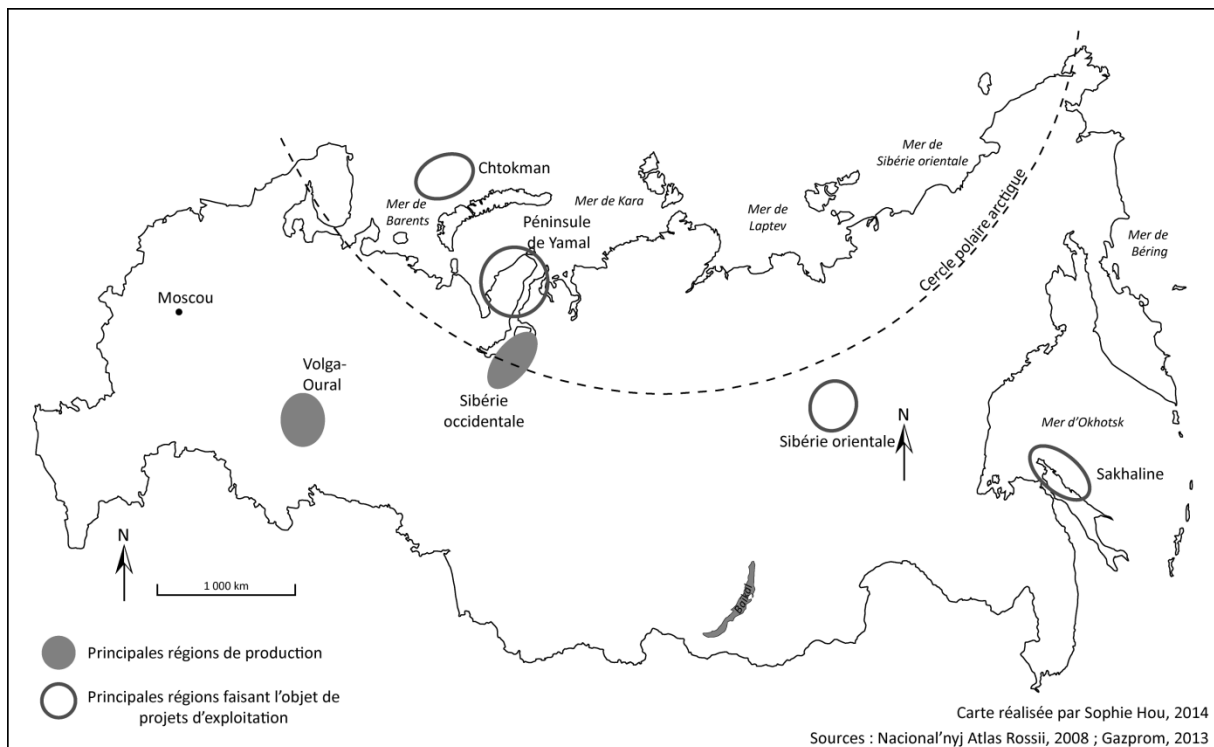 Mer de
Sibérie orientale
Chtokman
Mer de Kara
Mer de
Barents
Mer de
Laptev
Péninsule
de Yamal
Cercle polaire arctique
Mer de
Béring
Moscou
Volga-
Oural
Sibérie
occidentale
Sibérie orientale
N
Mer d'Okhotsk
Sakhaline
N
1 000 km
Baïkal
Principales régions de production
Principales régions faisant l'objet de
projets d'exploitation
Carte réalisée par Sophie Hou, 2014
Sources : Nacional'nyj Atlas Rossii, 2008 ; Gazprom, 2013